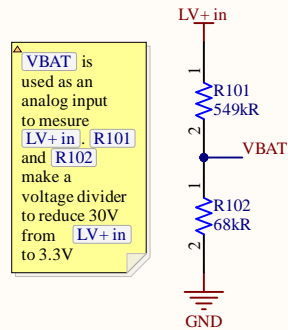 LV+ in
VBAT is
used as an
analog input
to mesure
LV+ in . R101
and R102
make a
voltage divider
to reduce 30V
from LV+ in
to 3.3V
1
R101
549kR
2
VBAT
1
R102
68kR
2
GND